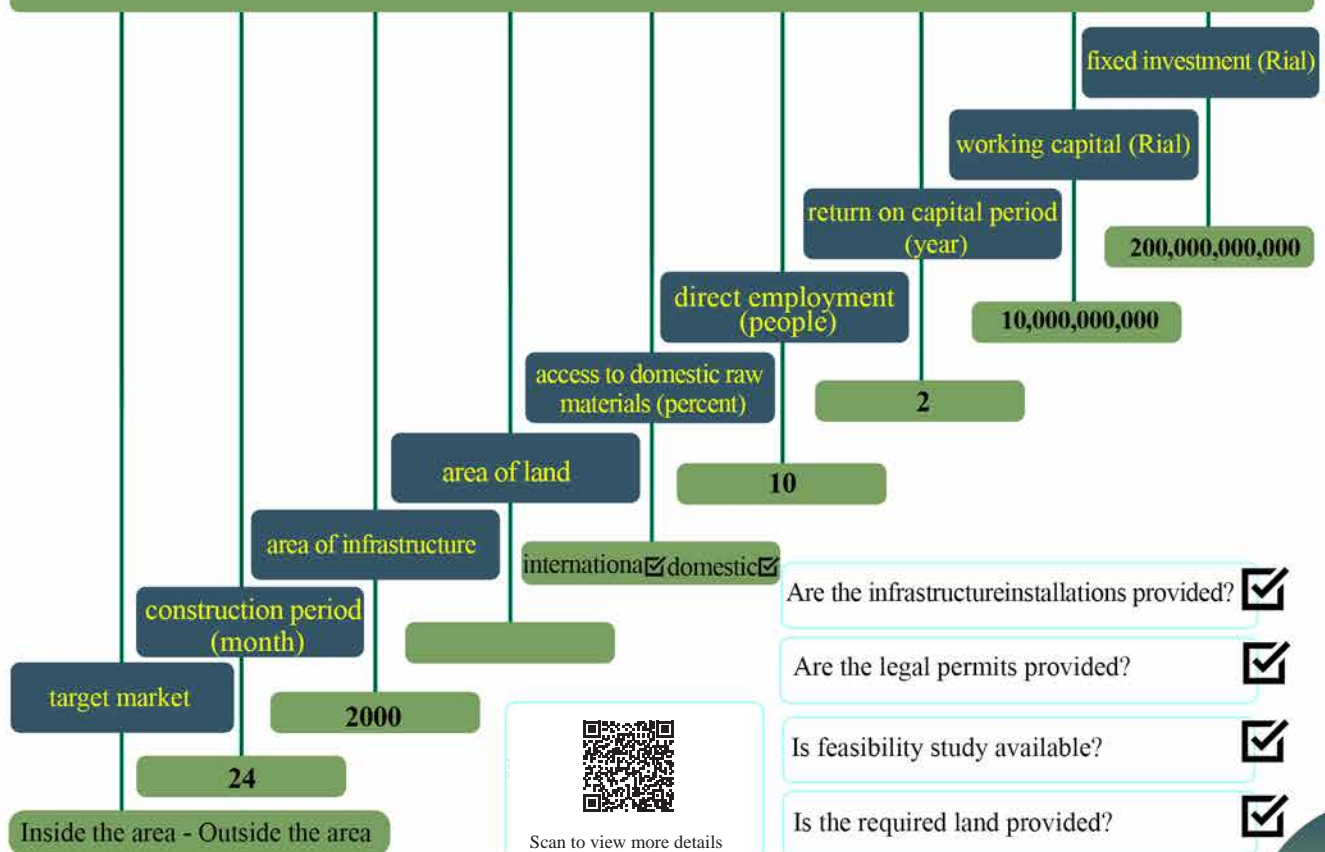 fixed investment (Rial)
200,000,000,000
working capital (Rial)
10,000,000,000
return on capital period
(year)
2
direct employment
(people)
10
access to domestic raw
materials (percent)
internationa☑domestic☑
area of land
area of infrastructure
2000
construction period
(month)
24
target market
Inside the area - Outside the area
Scan to view more details
Are the infrastructureinstallations provided? ☑
Are the legal permits provided? ☑
Is feasibility study available? ☑
Is the required land provided? ☑